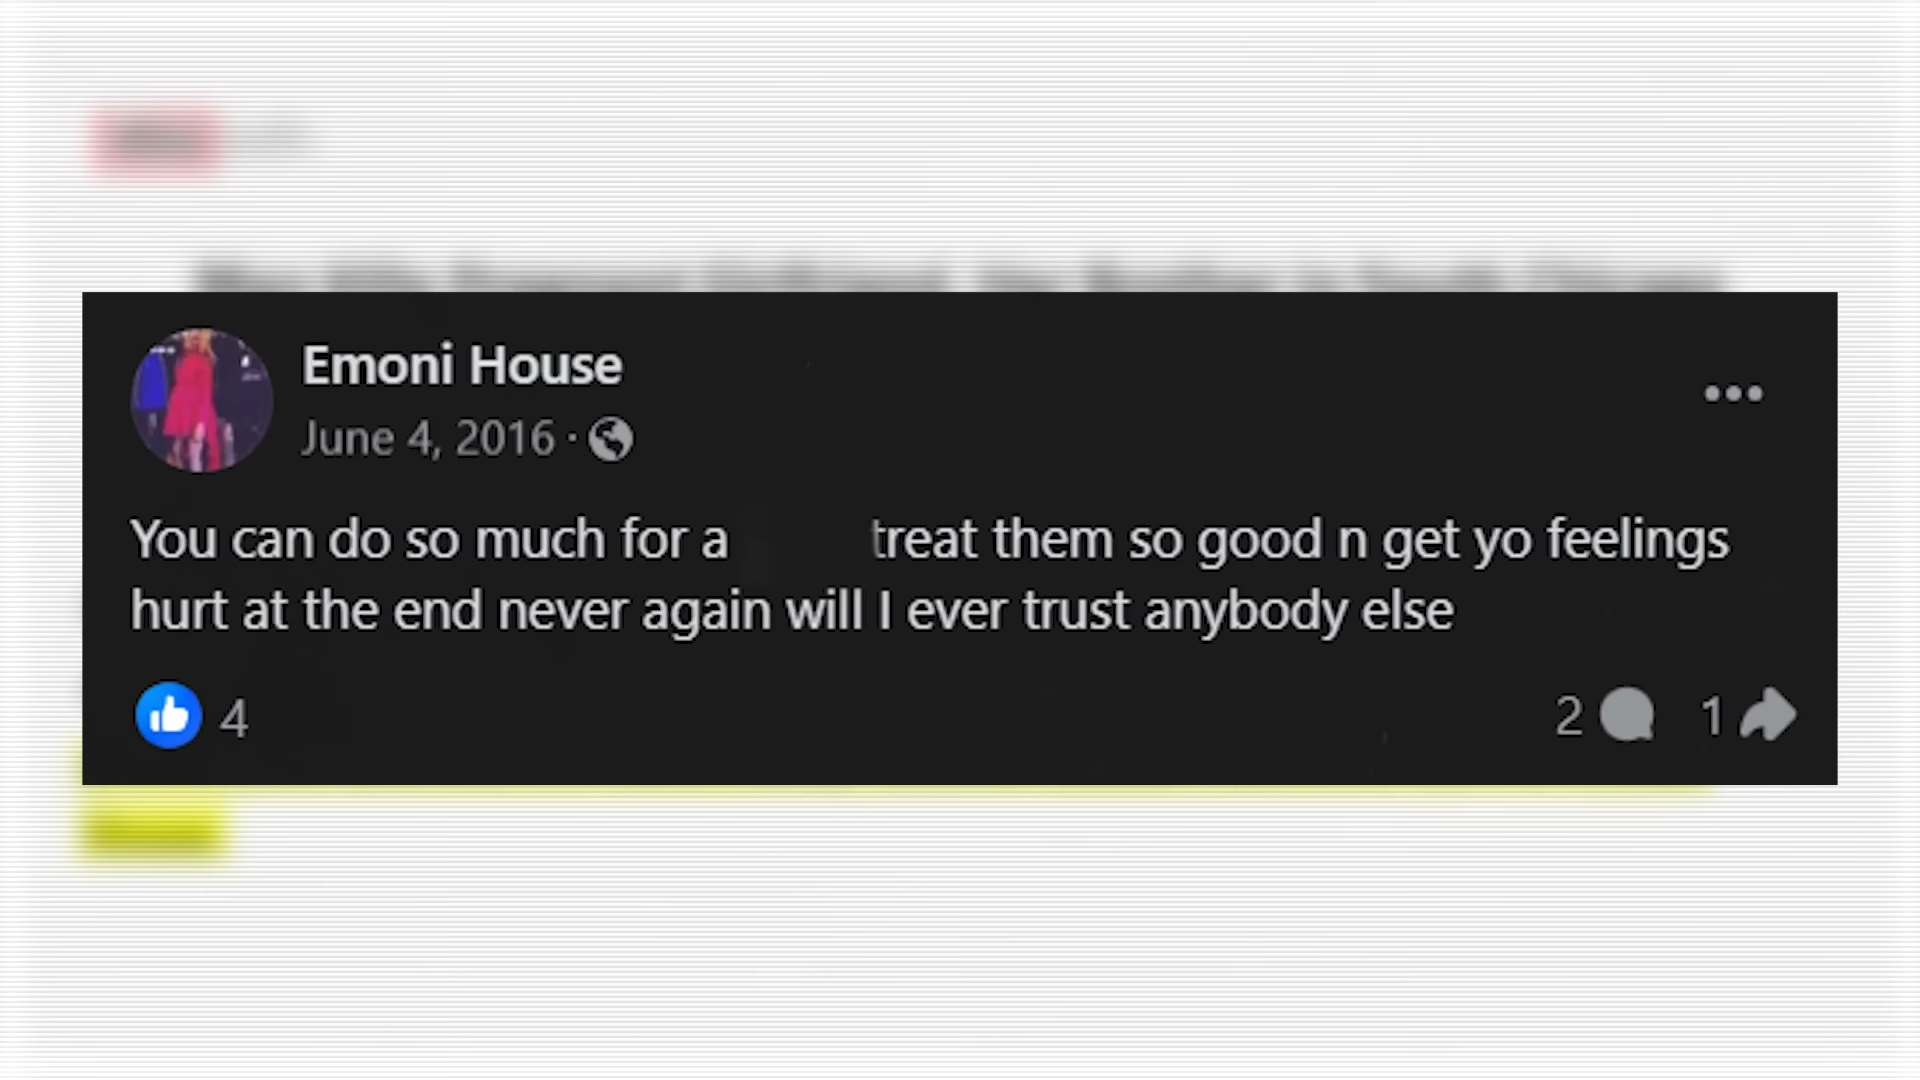 Emoni House
June 4, 2016 ·
You can do so much for a treat them so good n get yo feelings
hurt at the end never again will I ever trust anybody else
4
2 1